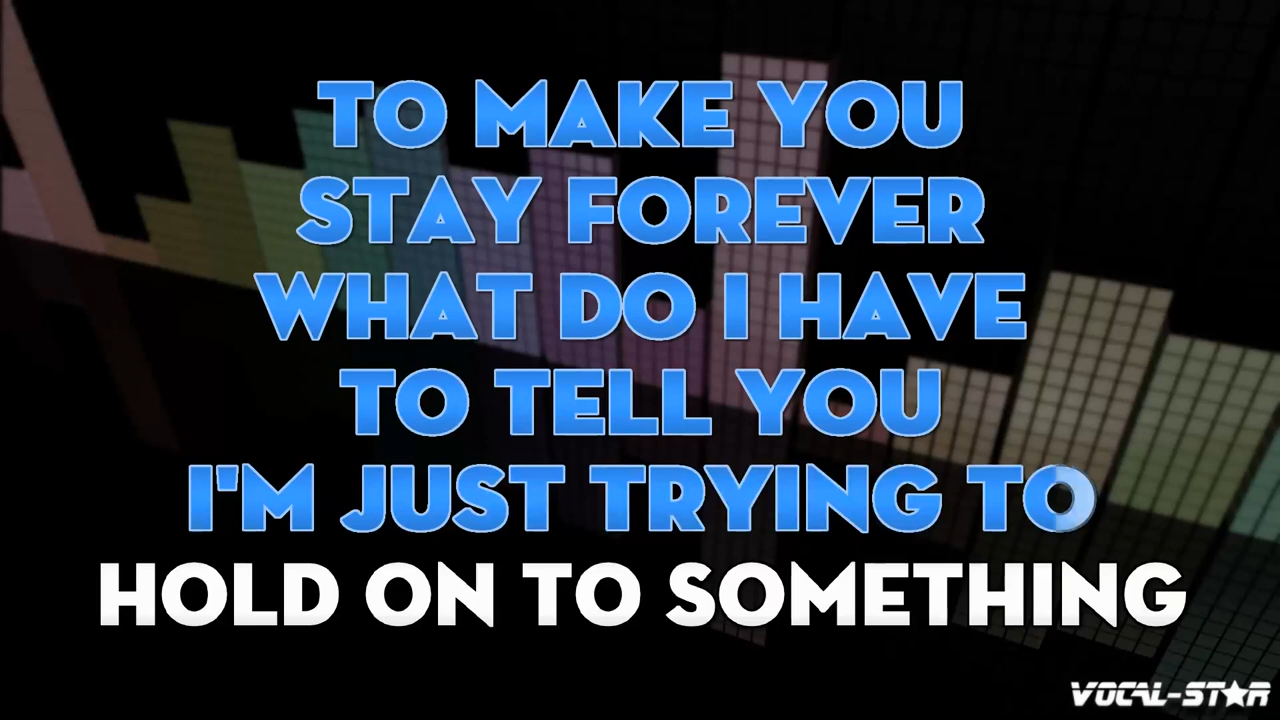 TO MAKE YOU
STAY FOREVER
WHAT DO I HAVE
TO TELL YOU
I'M JUST TRYING TO
HOLD ON TO SOMETHING
VOCAL-STAR